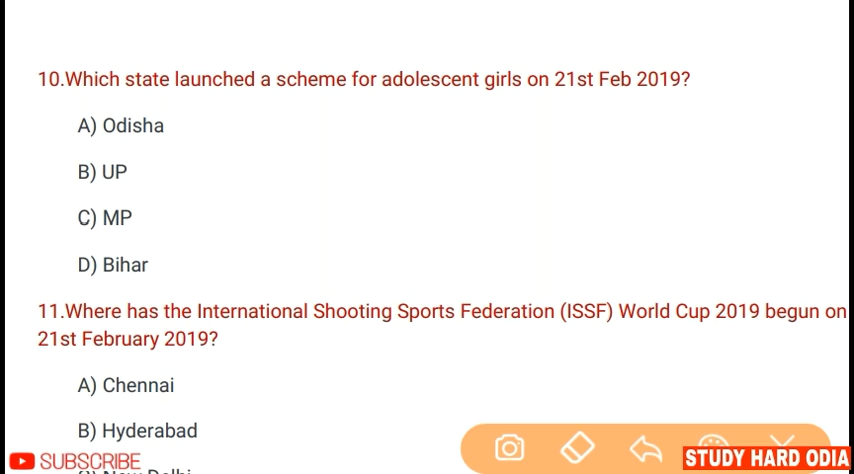 10.Which state launched a scheme for adolescent girls on 21st Feb 2019?
A) Odisha
B) UP
C) MP
D) Bihar
11.Where has the International Shooting Sports Federation (ISSF) World Cup 2019 begun on
21st February 2019?
A) Chennai
B) Hyderabad
SUBSCRIBE
STUDY HARD ODIA